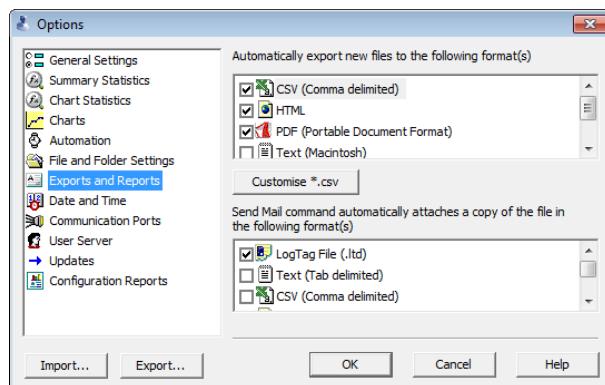 Options
General Settings
Summary Statistics
Chart Statistics
Charts
Automation
File and Folder Settings
Exports and Reports
Date and Time
Communication Ports
User Server
Updates
Configuration Reports
Import...
Export...
Automatically export new files to the following format(s)
CSV (Comma delimited)
HTML
PDF (Portable Document Format)
Text (Macintosh)
Customise *.csv
Send Mail command automatically attaches a copy of the file in
the following format(s)
LogTag File (.ltd)
Text (Tab delimited)
CSV (Comma delimited)
OK
Cancel
Help